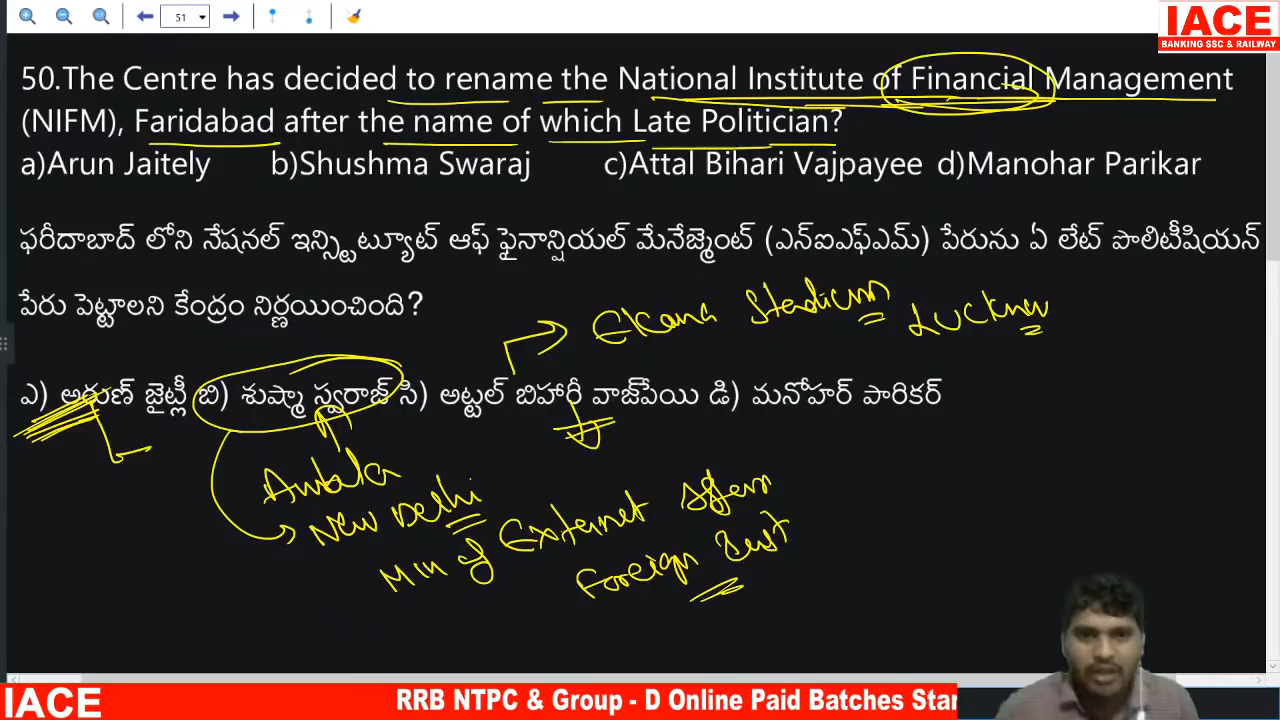 51
IACE
BANKING SSC & RAILWAY
50.The Centre has decided to rename the National Institute of Financial Management
(NIFM), Faridabad after the name of which Late Politician?
a)Arun Jaitely b)Shushma Swaraj c)Attal Bihari Vajpayee d)Manohar Parikar
ఫరీదాబాద్ లోని నేషనల్ ఇన్స్టిట్యూట్ ఆఫ్ ఫైనాన్షియల్ మేనేజ్మెంట్ (ఎన్ఐఎఫ్ఎమ్) పేరును ఏ లేట్ పాలిటీషియన్
పేరు పెట్టాలని కేంద్రం నిర్ణయించింది?
Ekana Stadium Lucknow
ఎ) అరుణ్ జైట్లీ బి) శుష్మా స్వరాజ్ సి) అట్టల్ బిహారీ వాజ్‌పేయి డి) మనోహర్ పారికర్
Ambala
New Delhi
Min of External Affairs
Foreign
IACE
RRB NTPC & Group - D Online Paid Batches Star